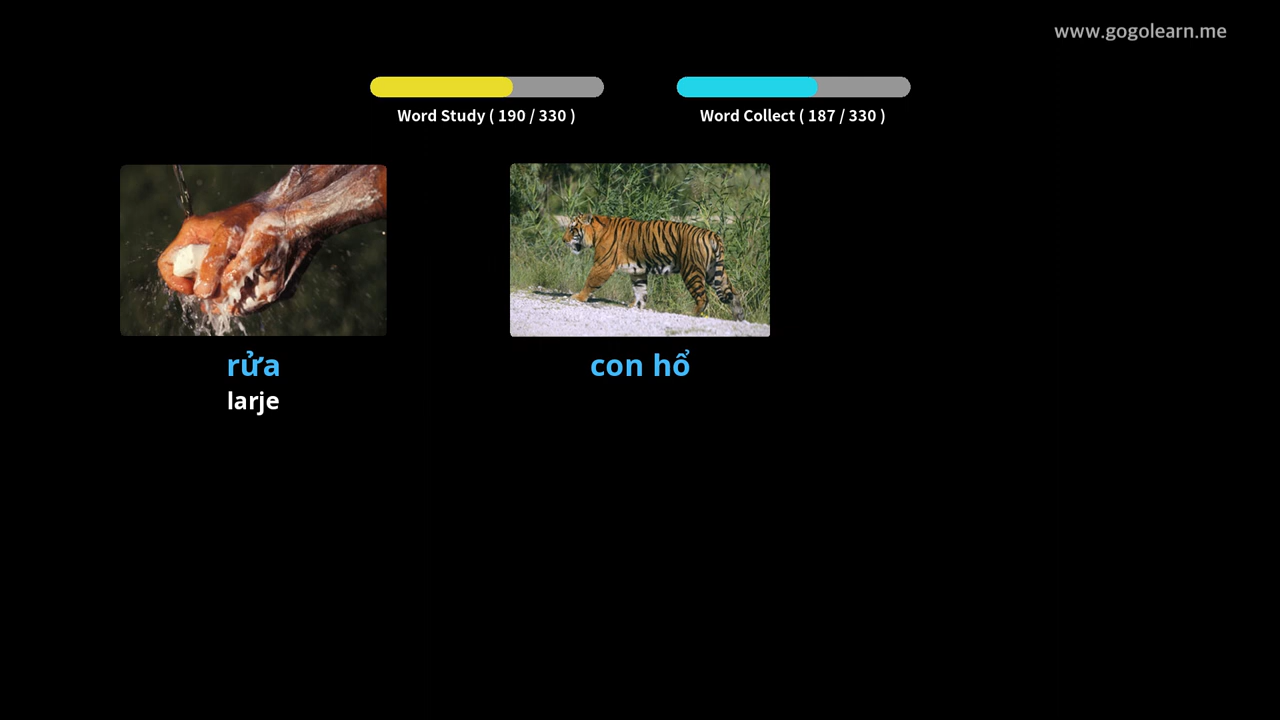 www.gogolearn.me
Word Study ( 190 / 330 )
Word Collect ( 187 / 330 )
rửa
larje
con hổ